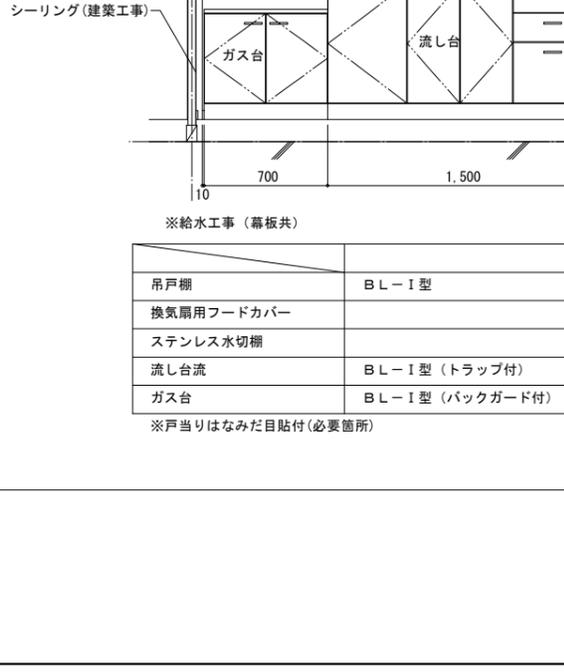 シーリング(建築工事)
ガス台
流し台
700
1,500
10
※給水工事（幕板共）
吊戸棚 ＢＬ－Ｉ型
換気扇用フードカバー
ステンレス水切棚
流し台流 ＢＬ－Ｉ型（トラップ付）
ガス台 ＢＬ－Ｉ型（バックガード付）
※戸当りはなみだ目貼付(必要箇所)